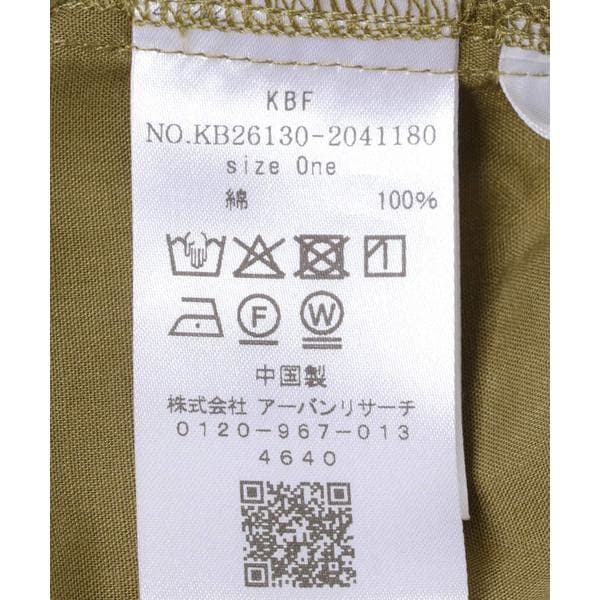 KBF
NO.KB26130-2041180
size One
綿 100%
F W
中国製
株式会社 アーバンリサーチ
0120-967-013
4640